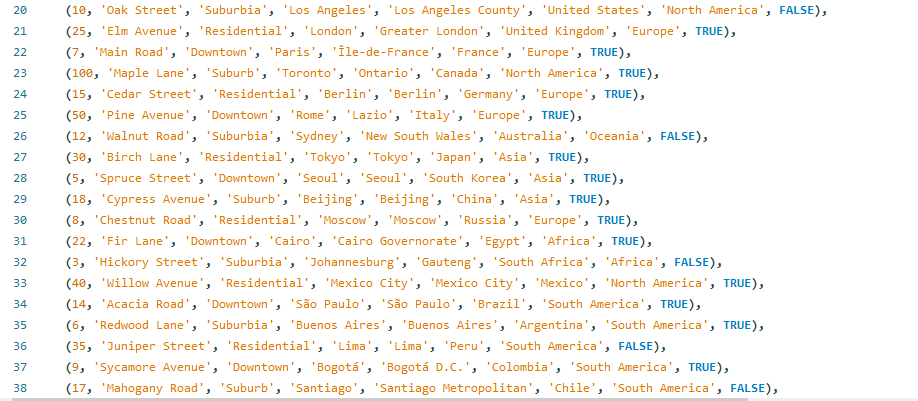 20 (10, 'Oak Street', 'Suburbia', 'Los Angeles', 'Los Angeles County', 'United States', 'North America', FALSE),
21 (25, 'Elm Avenue', 'Residential', 'London', 'Greater London', 'United Kingdom', 'Europe', TRUE),
22 (7, 'Main Road', 'Downtown', 'Paris', 'Île-de-France', 'France', 'Europe', TRUE),
23 (100, 'Maple Lane', 'Suburb', 'Toronto', 'Ontario', 'Canada', 'North America', TRUE),
24 (15, 'Cedar Street', 'Residential', 'Berlin', 'Berlin', 'Germany', 'Europe', TRUE),
25 (50, 'Pine Avenue', 'Downtown', 'Rome', 'Lazio', 'Italy', 'Europe', TRUE),
26 (12, 'Walnut Road', 'Suburbia', 'Sydney', 'New South Wales', 'Australia', 'Oceania', FALSE),
27 (30, 'Birch Lane', 'Residential', 'Tokyo', 'Tokyo', 'Japan', 'Asia', TRUE),
28 (5, 'Spruce Street', 'Downtown', 'Seoul', 'Seoul', 'South Korea', 'Asia', TRUE),
29 (18, 'Cypress Avenue', 'Suburb', 'Beijing', 'Beijing', 'China', 'Asia', TRUE),
30 (8, 'Chestnut Road', 'Residential', 'Moscow', 'Moscow', 'Russia', 'Europe', TRUE),
31 (22, 'Fir Lane', 'Downtown', 'Cairo', 'Cairo Governorate', 'Egypt', 'Africa', TRUE),
32 (3, 'Hickory Street', 'Suburbia', 'Johannesburg', 'Gauteng', 'South Africa', 'Africa', FALSE),
33 (40, 'Willow Avenue', 'Residential', 'Mexico City', 'Mexico City', 'Mexico', 'North America', TRUE),
34 (14, 'Acacia Road', 'Downtown', 'São Paulo', 'São Paulo', 'Brazil', 'South America', TRUE),
35 (6, 'Redwood Lane', 'Suburbia', 'Buenos Aires', 'Buenos Aires', 'Argentina', 'South America', TRUE),
36 (35, 'Juniper Street', 'Residential', 'Lima', 'Lima', 'Peru', 'South America', FALSE),
37 (9, 'Sycamore Avenue', 'Downtown', 'Bogotá', 'Bogotá D.C.', 'Colombia', 'South America', TRUE),
38 (17, 'Mahogany Road', 'Suburb', 'Santiago', 'Santiago Metropolitan', 'Chile', 'South America', FALSE),